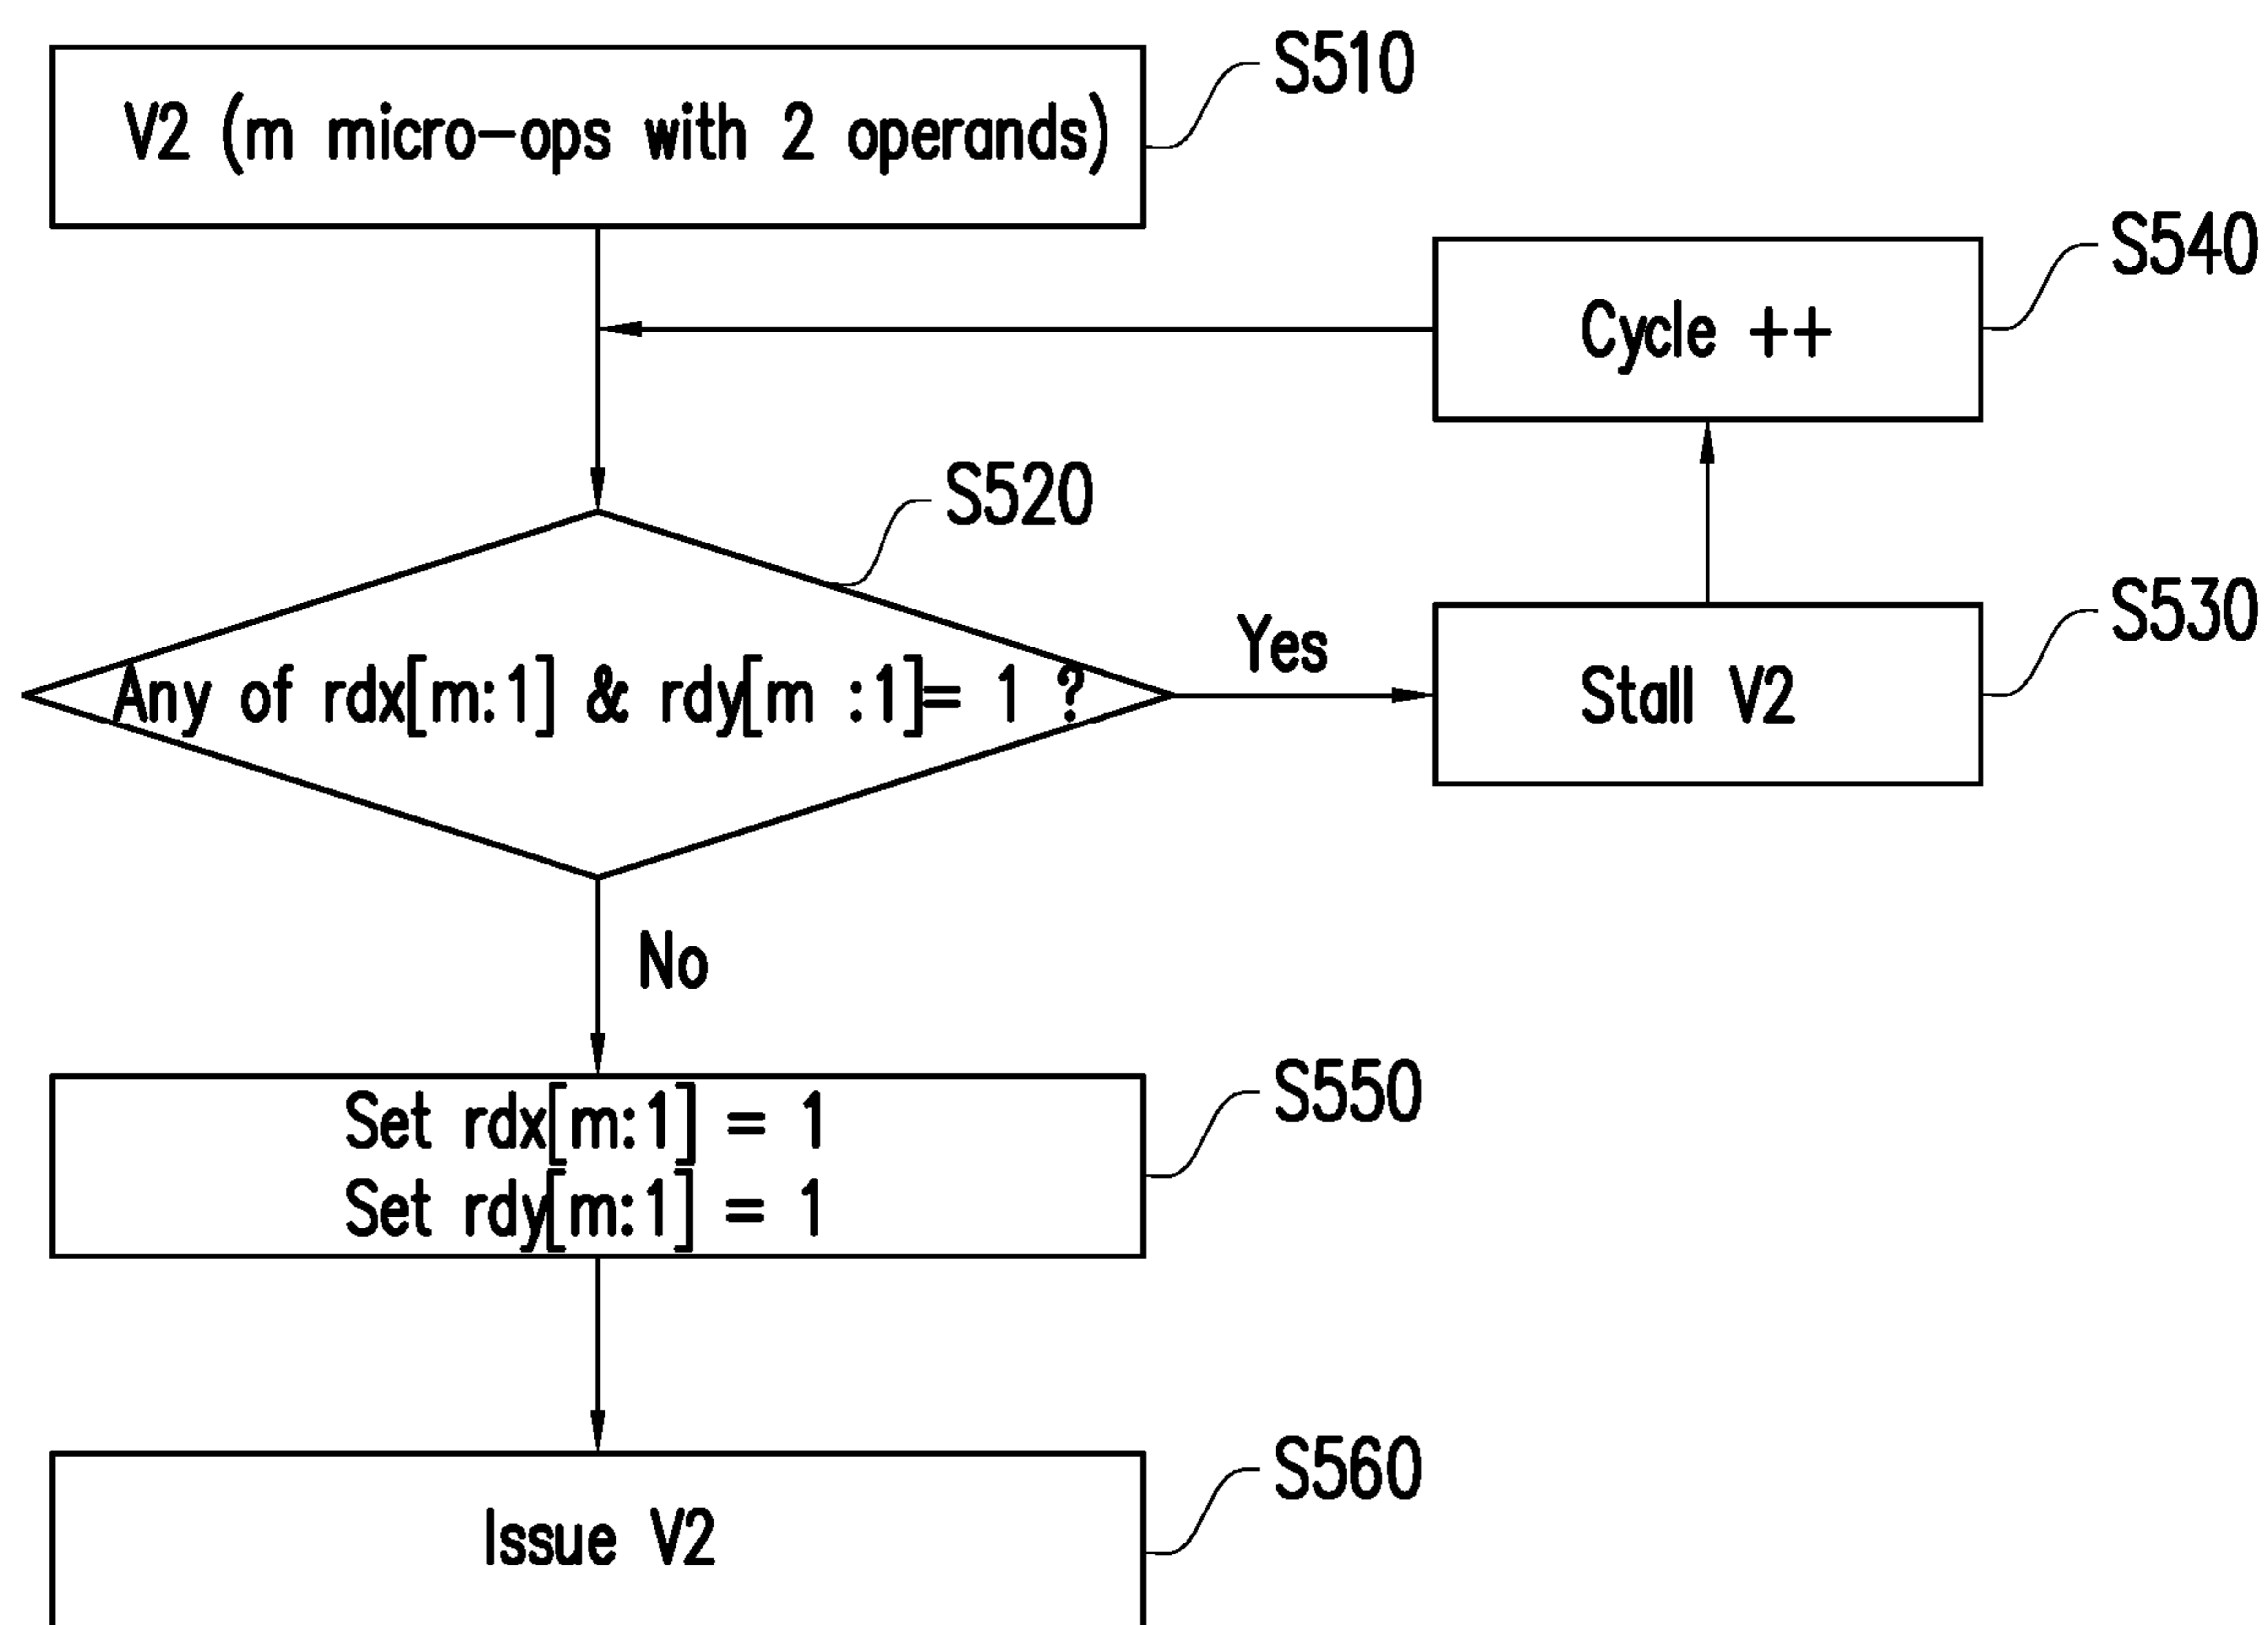 V2 (m micro-ops with 2 operands)
S510
Cycle ++
S540
S520
Any of rdx[m:1] & rdy[m :1]= 1 ?
Yes
Stall V2
S530
No
Set rdx[m:1] = 1
Set rdy[m:1] = 1
S550
Issue V2
S560